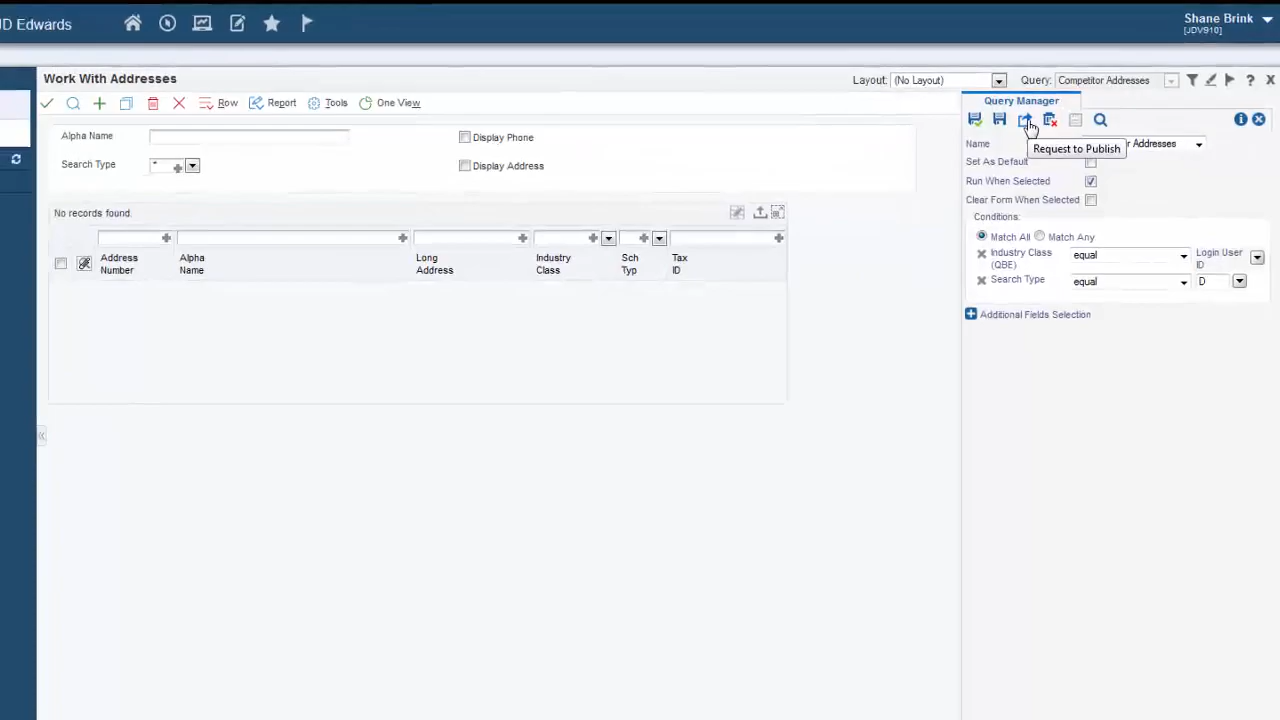 JD Edwards
Shane Brink
[JDV910]
Work With Addresses
Layout: (No Layout) Query: Competitor Addresses
Row Report Tools One View
Alpha Name
Display Phone
Search Type *
Display Address
No records found.
Address Number
Alpha Name
Long Address
Industry Class
Sch Typ
Tax ID
Query Manager
Request to Publish
Name Addresses
Set As Default
Run When Selected
Clear Form When Selected
Conditions:
Match All Match Any
Industry Class (QBE) equal Login User ID
Search Type equal D
Additional Fields Selection